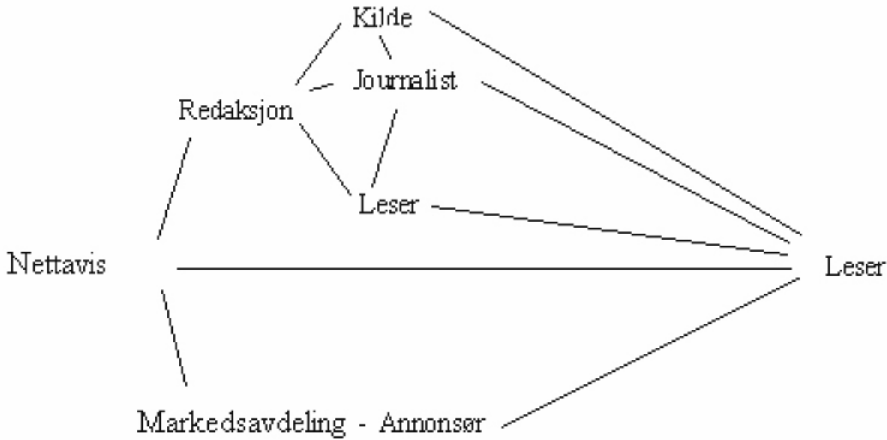 Kilde
Journalist
Redaksjon
Leser
Nettavis
Leser
Markedsavdeling - Annonsør